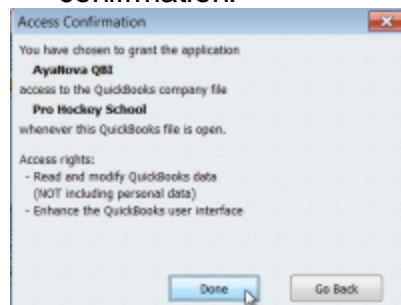 confirmation.
Access Confirmation
You have chosen to grant the application
AyaNova QBI
access to the QuickBooks company file
Pro Hockey School
whenever this QuickBooks file is open.
Access rights:
- Read and modify QuickBooks data
(NOT including personal data)
- Enhance the QuickBooks user interface
Done
Go Back